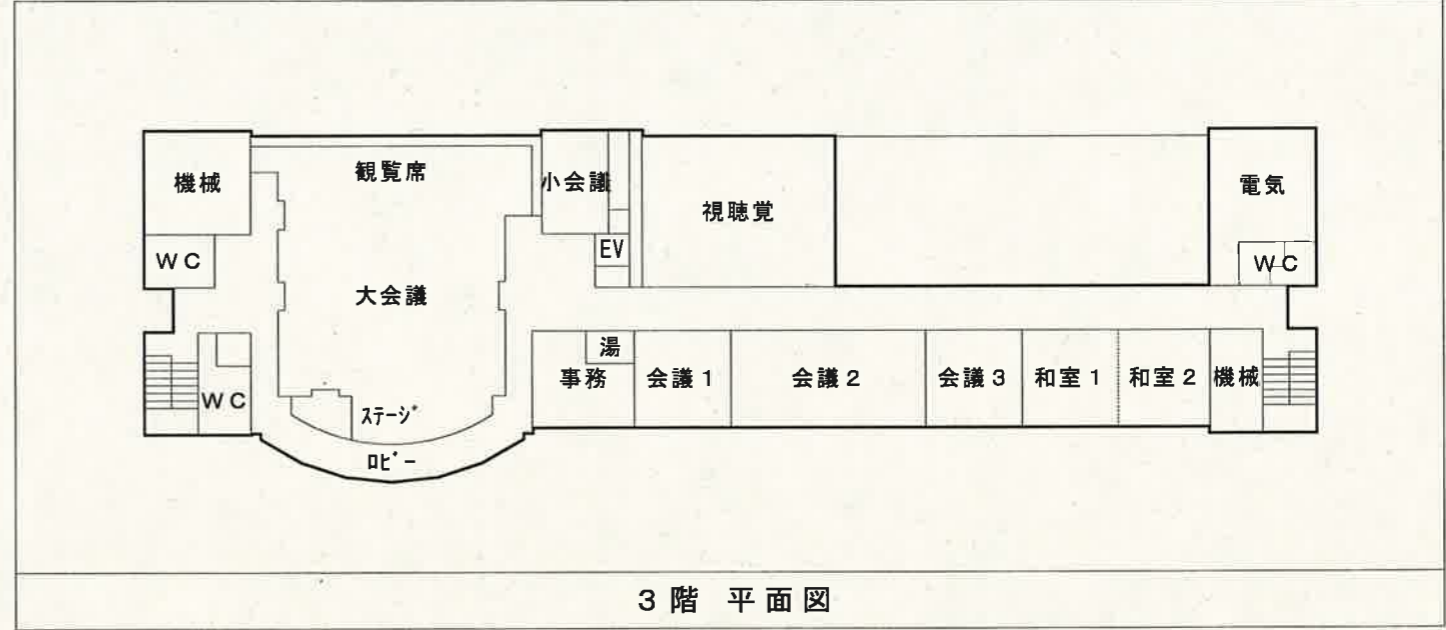 機械
観覧席
小会議
視聴覚
電気
WC
EV
WC
大会議
湯
事務
会議1
会議2
会議3
和室1
和室2
機械
WC
ｽﾃｰｼﾞ
ﾛﾋﾞｰ
3階 平面図